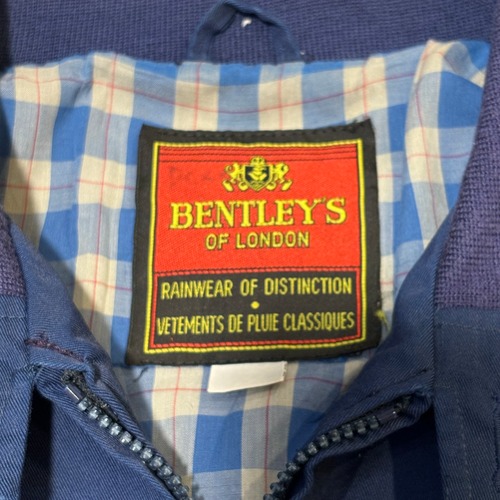 BENTLEY'S
OF LONDON
RAINWEAR OF DISTINCTION
•
VETEMENTS DE PLUIE CLASSIQUES